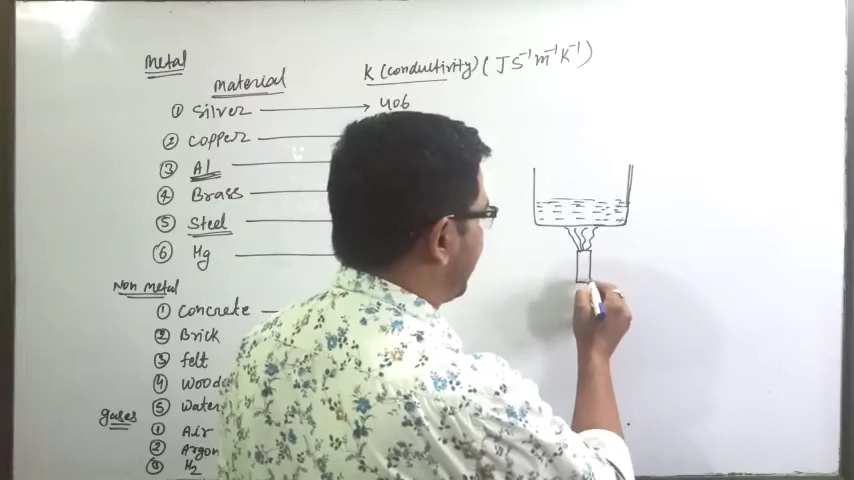 Metal
Material K (conductivity) (J S⁻¹ m⁻¹ K⁻¹)
① Silver → 406
② Copper
③ Al
④ Brass
⑤ Steel
⑥ Hg
Non Metal
① Concrete
② Brick
③ felt
④ Wood
⑤ Water
gases
① Air
② Argon
③ H₂